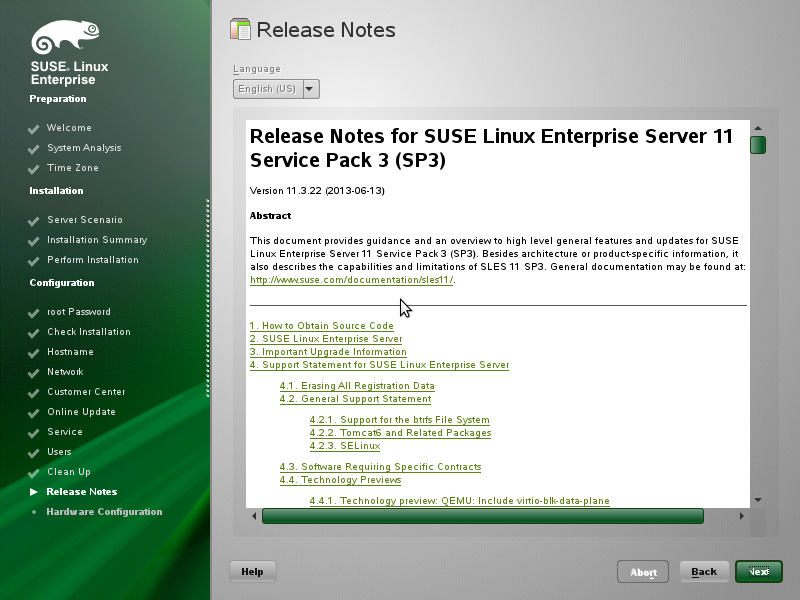 SUSE. Linux
Enterprise
Preparation
Welcome
System Analysis
Time Zone
Installation
Server Scenario
Installation Summary
Perform Installation
Configuration
root Password
Check Installation
Hostname
Network
Customer Center
Online Update
Service
Users
Clean Up
Release Notes
Hardware Configuration
Release Notes
Language
English (US)
Release Notes for SUSE Linux Enterprise Server 11
Service Pack 3 (SP3)
Version 11.3.22 (2013-06-13)
Abstract
This document provides guidance and an overview to high level general features and updates for SUSE
Linux Enterprise Server 11 Service Pack 3 (SP3). Besides architecture or product-specific information, it
also describes the capabilities and limitations of SLES 11 SP3. General documentation may be found at:
http://www.suse.com/documentation/sles11/.
1. How to Obtain Source Code
2. SUSE Linux Enterprise Server
3. Important Upgrade Information
4. Support Statement for SUSE Linux Enterprise Server
4.1. Erasing All Registration Data
4.2. General Support Statement
4.2.1. Support for the btrfs File System
4.2.2. Tomcat6 and Related Packages
4.2.3. SELinux
4.3. Software Requiring Specific Contracts
4.4. Technology Previews
4.4.1. Technology preview: QEMU: Include virtio-blk-data-plane
Help
Abort
Back
Next